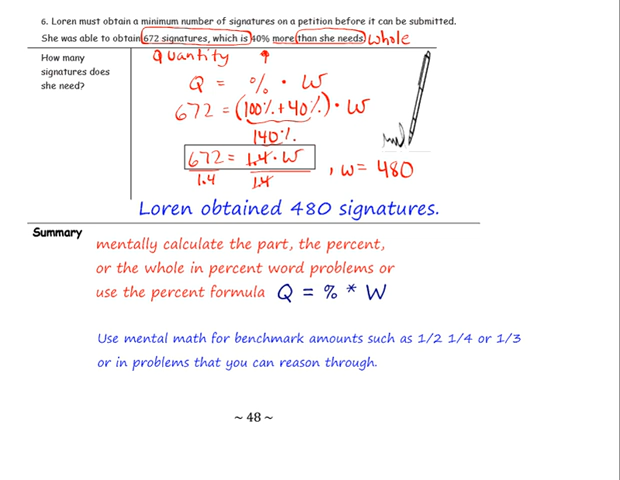 6. Loren must obtain a minimum number of signatures on a petition before it can be submitted.
She was able to obtain 672 signatures, which is 40% more than she needs. whole
How many Quantity %
signatures does Q = % · W
she need?
672 = (100% + 40%) · W
140%
672 = 1.4 · W
1.4 1.4 , w = 480
Loren obtained 480 signatures.
Summary
mentally calculate the part, the percent,
or the whole in percent word problems or
use the percent formula Q = % * W
Use mental math for benchmark amounts such as 1/2 1/4 or 1/3
or in problems that you can reason through.
~ 48 ~